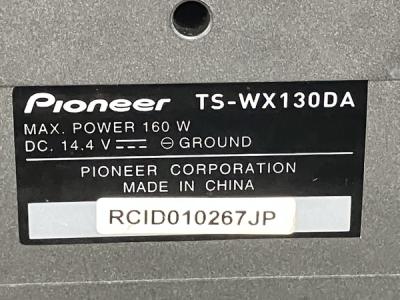 Pioneer TS-WX130DA
MAX. POWER 160 W
DC. 14.4 V ⎓ ⊖ GROUND
PIONEER CORPORATION
MADE IN CHINA
RCID010267JP